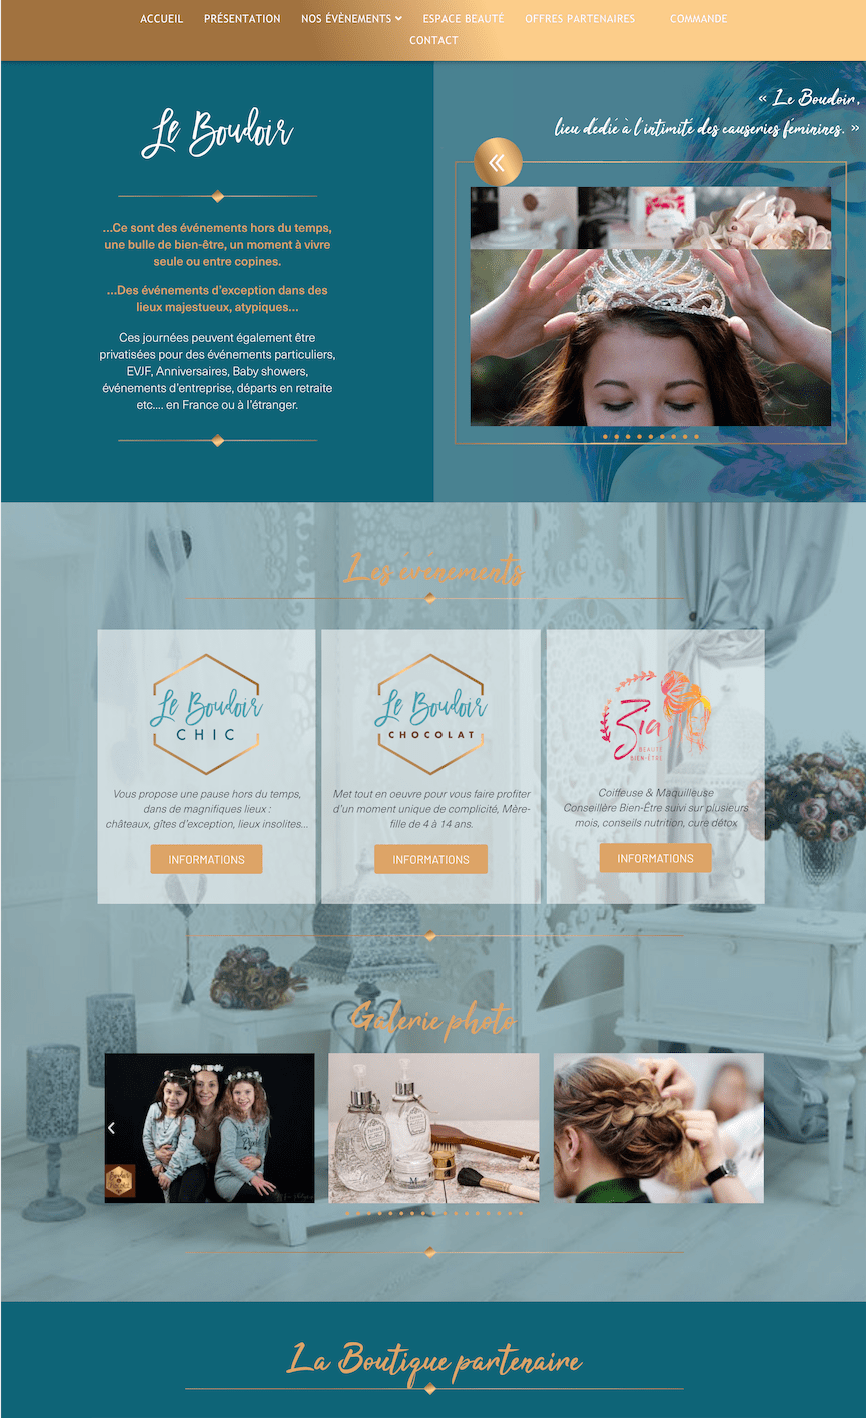 ACCUEIL PRÉSENTATION NOS ÉVÈNEMENTS ESPACE BEAUTÉ OFFRES PARTENAIRES COMMANDE
CONTACT
Le Boudoir
...Ce sont des événements hors du temps,
une bulle de bien-être, un moment à vivre
seule ou entre copines.
...Des événements d'exception dans des
lieux majestueux, atypiques...
Ces journées peuvent également être
privatisées pour des événements particuliers,
EVJF, Anniversaires, Baby showers,
événements d'entreprise, départs en retraite
etc.... en France ou à l'étranger.
« Le Boudoir,
lieu dédié à l'intimité des causeries féminines. »
Les événements
Le Boudoir
CHIC
Vous propose une pause hors du temps,
dans de magnifiques lieux :
châteaux, gîtes d'exception, lieux insolites...
INFORMATIONS
Le Boudoir
CHOCOLAT
Met tout en oeuvre pour vous faire profiter
d'un moment unique de complicité, Mère-
fille de 4 à 14 ans.
INFORMATIONS
Zia
BEAUTÉ
BIEN-ÊTRE
Coiffeuse & Maquilleuse
Conseillère Bien-Être suivi sur plusieurs
mois, conseils nutrition, cure détox
INFORMATIONS
Galerie photo
La Boutique partenaire